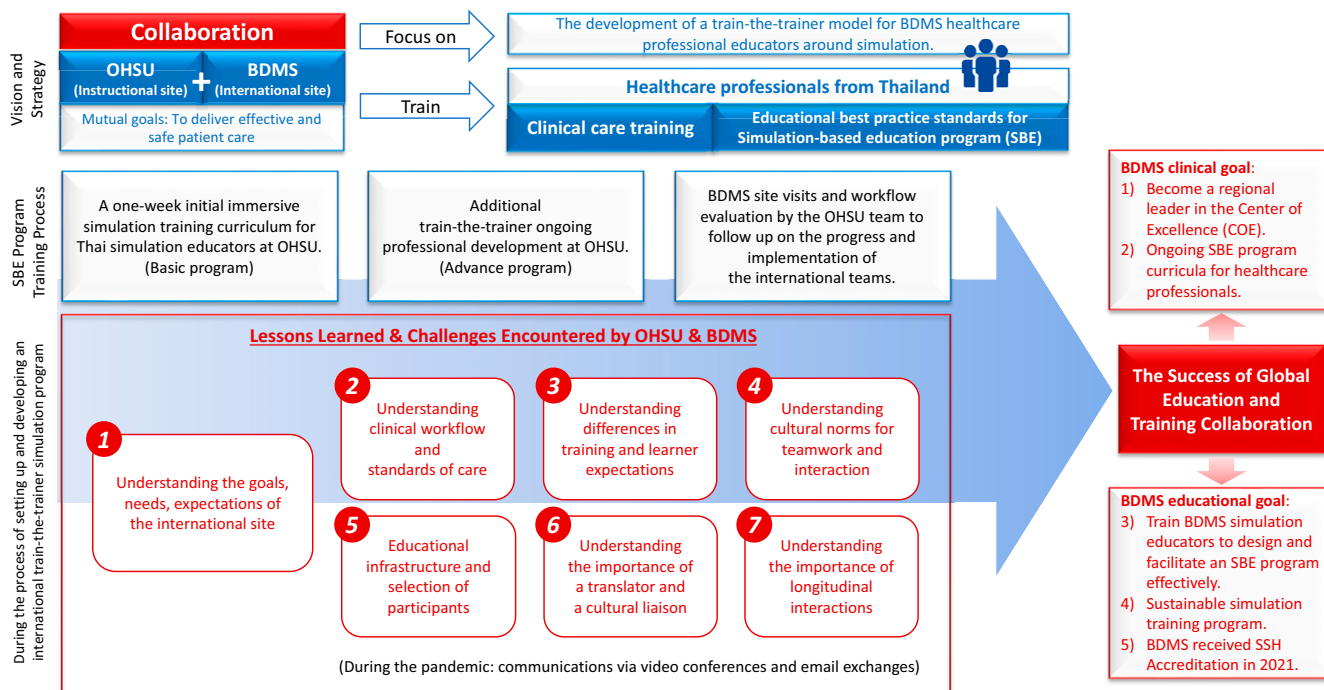 Vision and
Strategy
Collaboration
OHSU
(Instructional site)
+
BDMS
(International site)
Mutual goals: To deliver effective and
safe patient care
Focus on
The development of a train-the-trainer model for BDMS healthcare
professional educators around simulation.
Train
Healthcare professionals from Thailand
Clinical care training
Educational best practice standards for
Simulation-based education program (SBE)
SBE Program
Training Process
A one-week initial immersive
simulation training curriculum for
Thai simulation educators at OHSU.
(Basic program)
Additional
train-the-trainer ongoing
professional development at OHSU.
(Advance program)
BDMS site visits and workflow
evaluation by the OHSU team to
follow up on the progress and
implementation of
the international teams.
During the process of setting up and developing an
international train-the-trainer simulation program
Lessons Learned & Challenges Encountered by OHSU & BDMS
1
Understanding the goals,
needs, expectations of
the international site
2
Understanding
clinical workflow
and
standards of care
3
Understanding
differences in
training and learner
expectations
4
Understanding
cultural norms for
teamwork and
interaction
5
Educational
infrastructure and
selection of
participants
6
Understanding
the importance of
a translator and
a cultural liaison
7
Understanding
the importance of
longitudinal
interactions
(During the pandemic: communications via video conferences and email exchanges)
BDMS clinical goal:
1) Become a regional
leader in the Center of
Excellence (COE).
2) Ongoing SBE program
curricula for healthcare
professionals.
The Success of Global
Education and
Training Collaboration
BDMS educational goal:
3) Train BDMS simulation
educators to design and
facilitate an SBE program
effectively.
4) Sustainable simulation
training program.
5) BDMS received SSH
Accreditation in 2021.